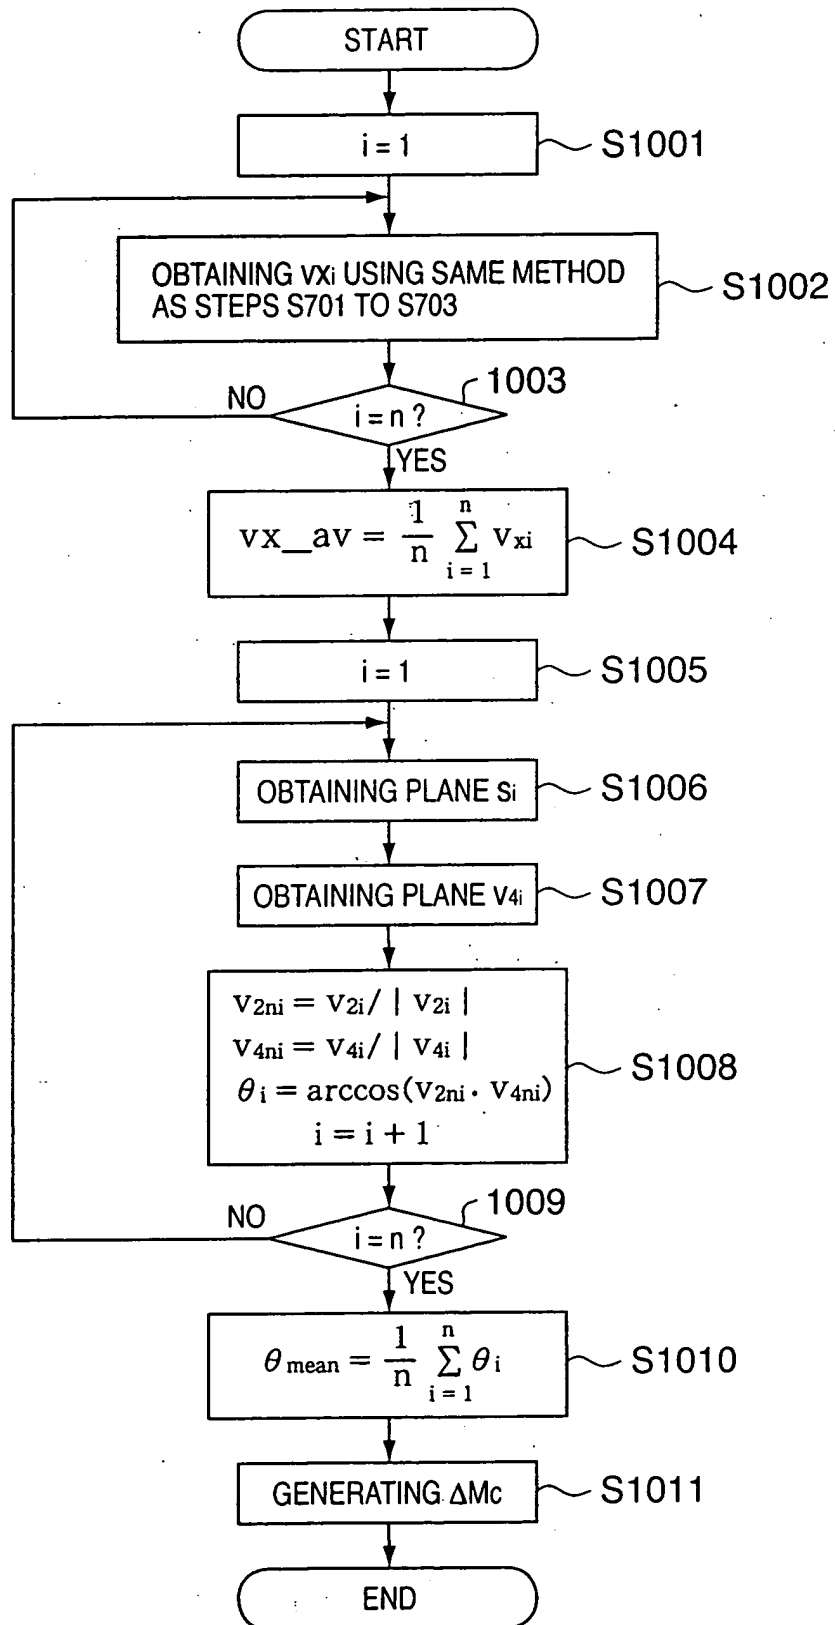 START
i = 1
S1001
OBTAINING vxi USING SAME METHOD
AS STEPS S701 TO S703
S1002
1003
NO
i = n ?
YES
vx_av = 1/n Σ i=1 n vxi
S1004
i = 1
S1005
OBTAINING PLANE si
S1006
OBTAINING PLANE v4i
S1007
v2ni = v2i / | v2i |
v4ni = v4i / | v4i |
θi = arccos(v2ni · v4ni)
i = i + 1
S1008
1009
NO
i = n ?
YES
θmean = 1/n Σ i=1 n θi
S1010
GENERATING ΔMc
S1011
END